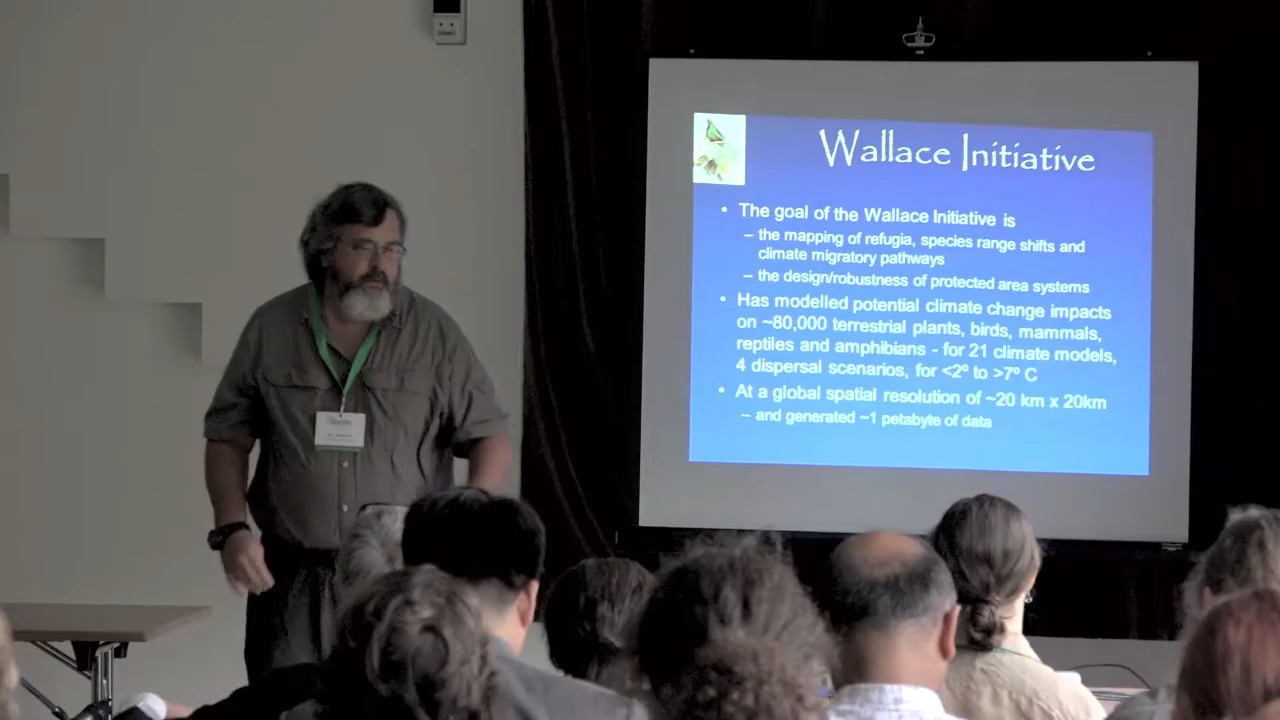 Wallace Initiative
• The goal of the Wallace Initiative is
– the mapping of refugia, species range shifts and
climate migratory pathways
– the design/robustness of protected area systems
• Has modelled potential climate change impacts
on ~80,000 terrestrial plants, birds, mammals,
reptiles and amphibians - for 21 climate models,
4 dispersal scenarios, for <2º to >7º C
• At a global spatial resolution of ~20 km x 20km
– and generated ~1 petabyte of data